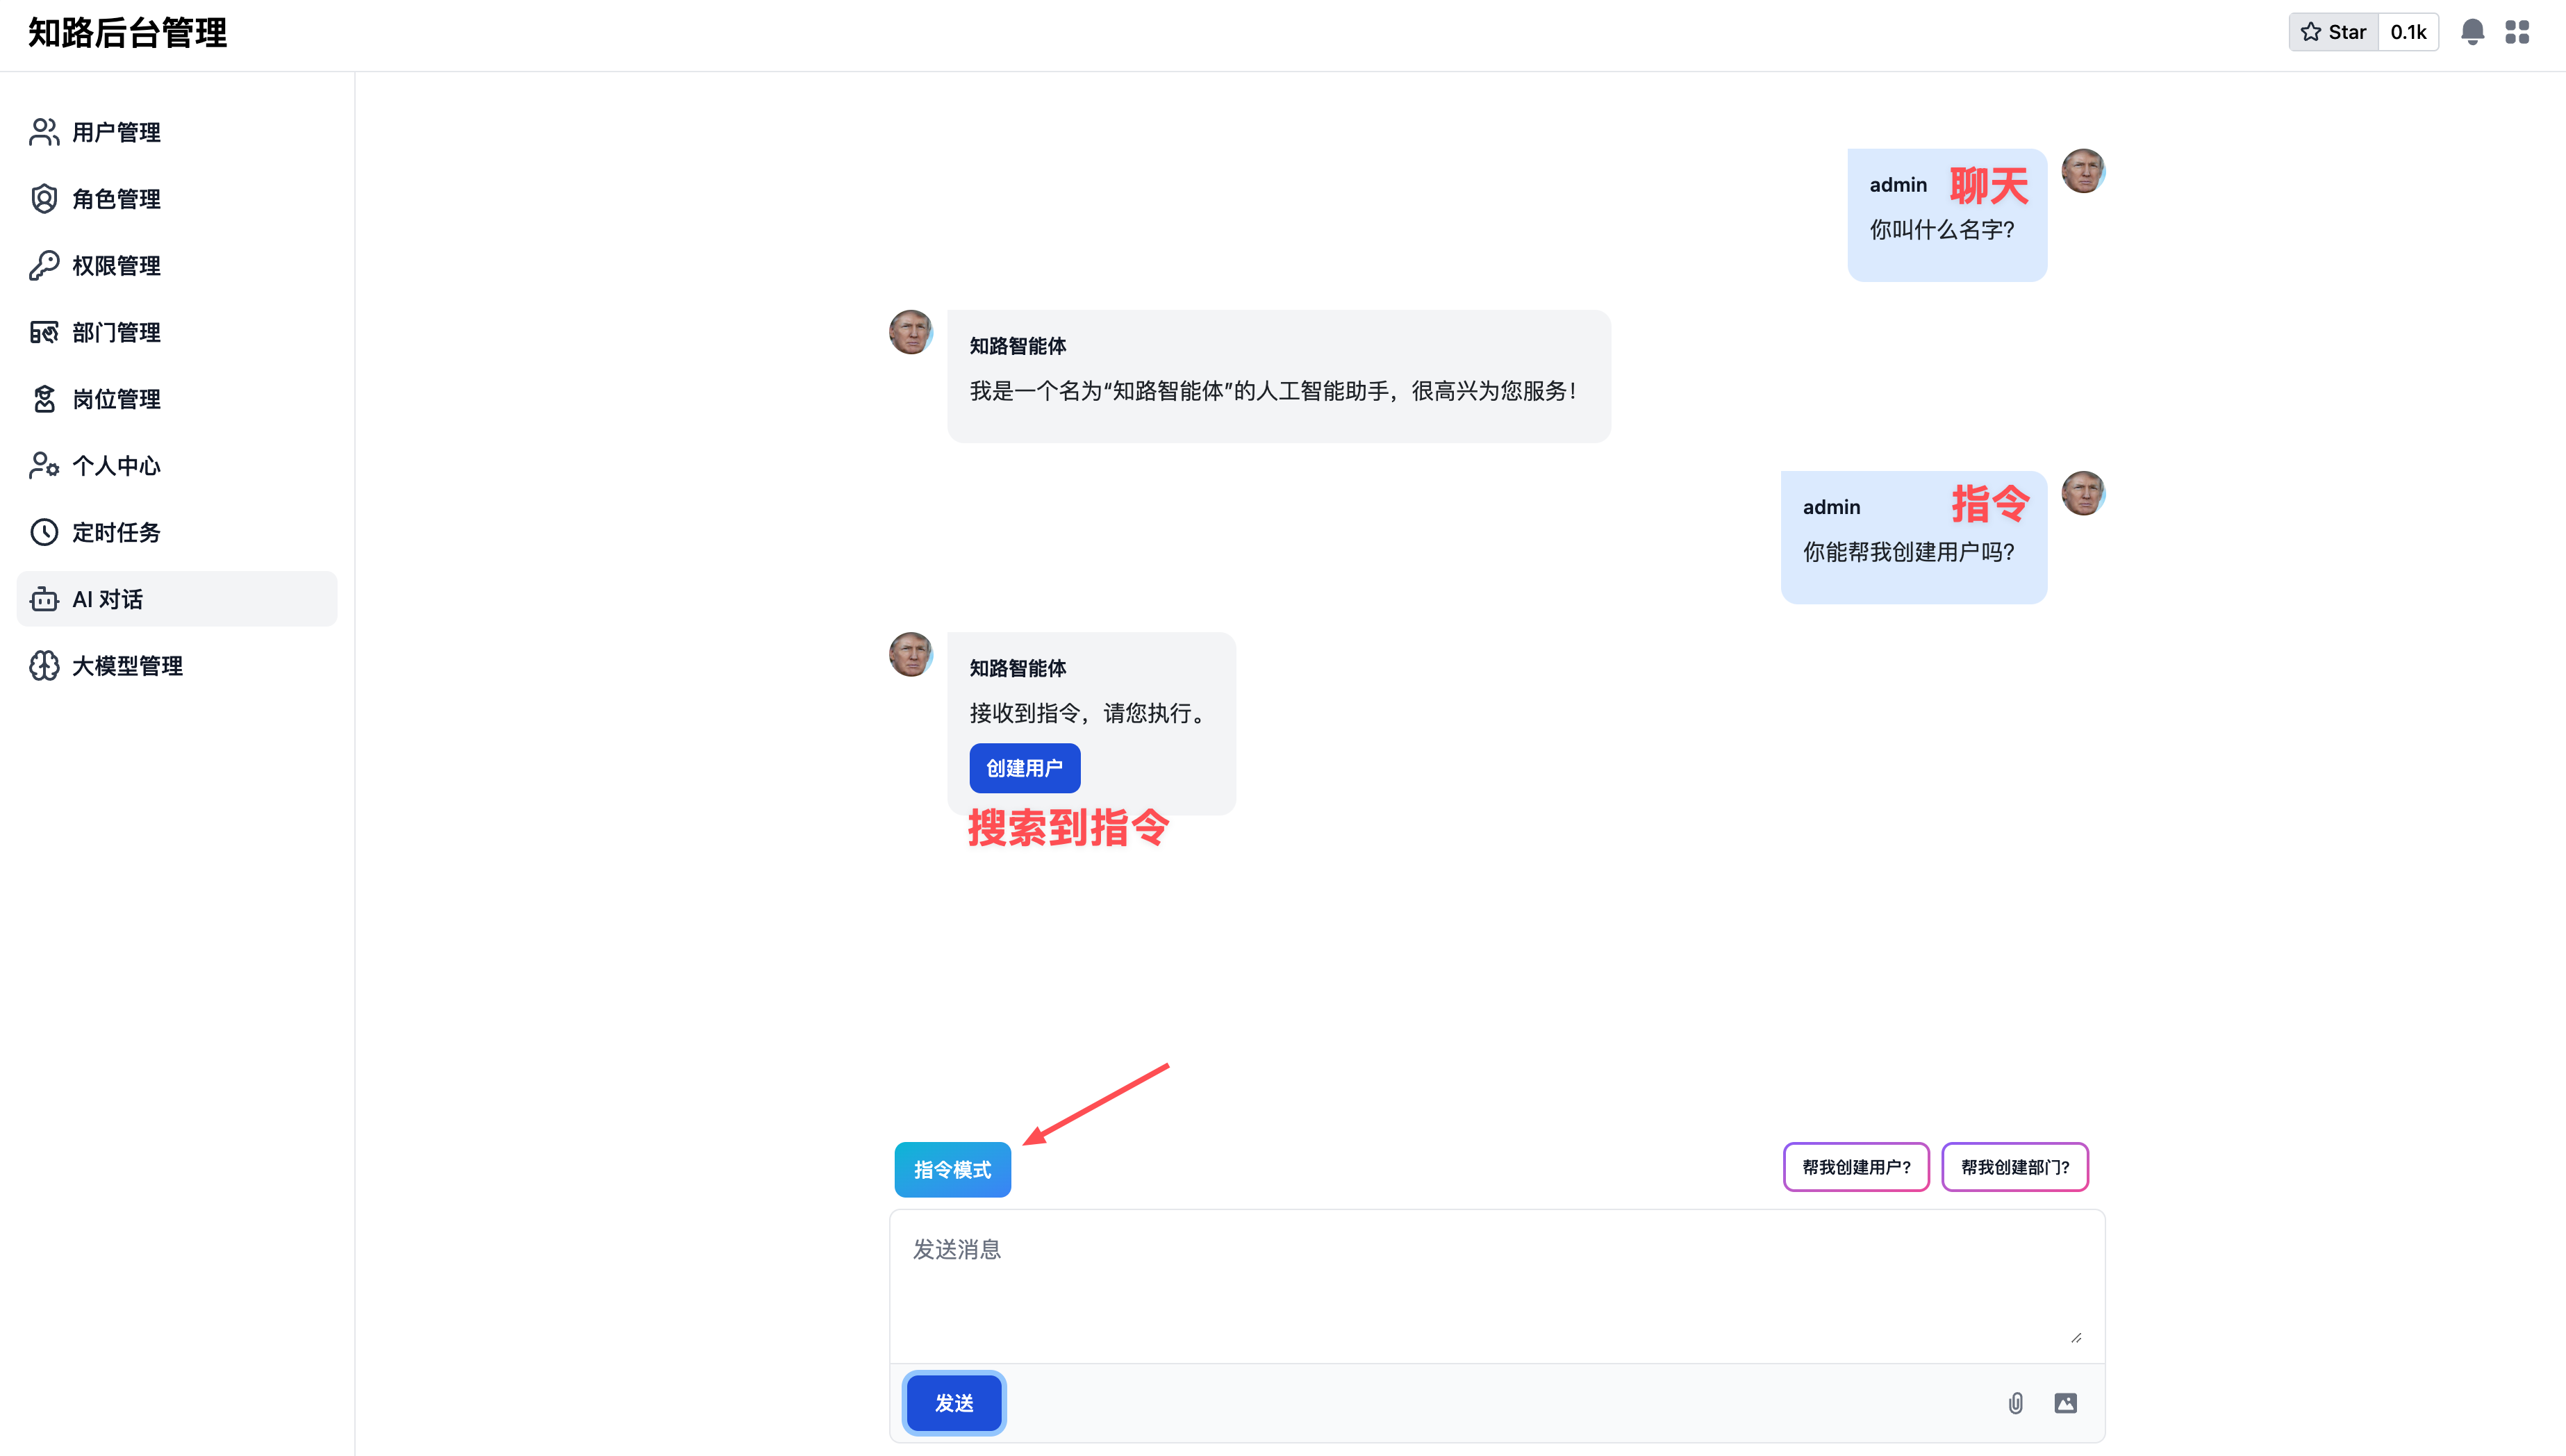 知路后台管理
Star 0.1k
用户管理
角色管理
权限管理
部门管理
岗位管理
个人中心
定时任务
AI 对话
大模型管理
admin 聊天
你叫什么名字?
知路智能体
我是一个名为“知路智能体”的人工智能助手，很高兴为您服务！
admin 指令
你能帮我创建用户吗?
知路智能体
接收到指令，请您执行。
创建用户
搜索到指令
指令模式
帮我创建用户?
帮我创建部门?
发送消息
发送